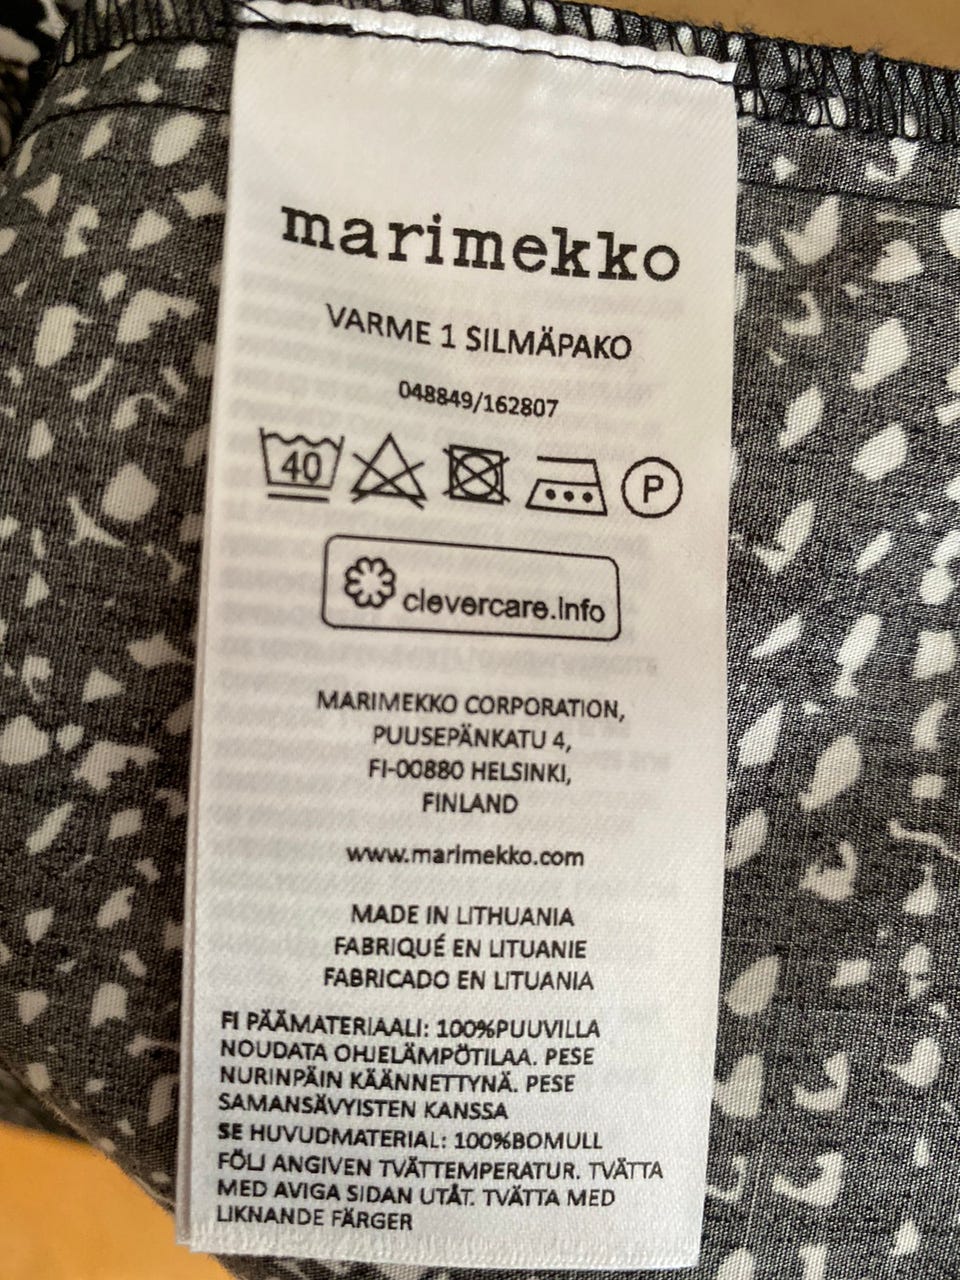 marimekko
VARME 1 SILMÄPAKO
048849/162807
40 P
clevercare.info
MARIMEKKO CORPORATION,
PUUSEPÄNKATU 4,
FI-00880 HELSINKI,
FINLAND
www.marimekko.com
MADE IN LITHUANIA
FABRIQUÉ EN LITUANIE
FABRICADO EN LITUANIA
FI PÄÄMATERIAALI: 100%PUUVILLA
NOUDATA OHJELÄMPÖTILAA. PESE
NURINPÄIN KÄÄNNETTYNÄ. PESE
SAMANSÄVYISTEN KANSSA
SE HUVUDMATERIAL: 100%BOMULL
FÖLJ ANGIVEN TVÄTTEMPERATUR. TVÄTTA
MED AVIGA SIDAN UTÅT. TVÄTTA MED
LIKNANDE FÄRGER